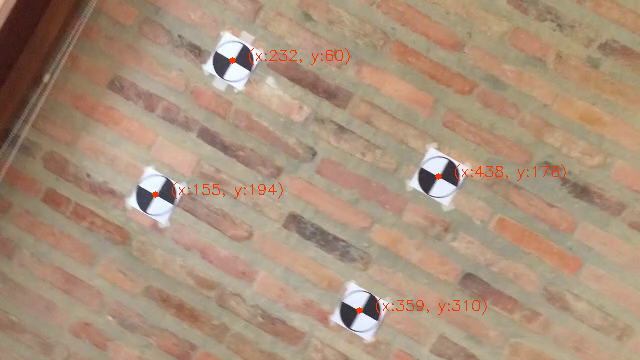 (x:232, y:60)
(x:438, y:176)
(x:155, y:194)
(x:359, y:310)